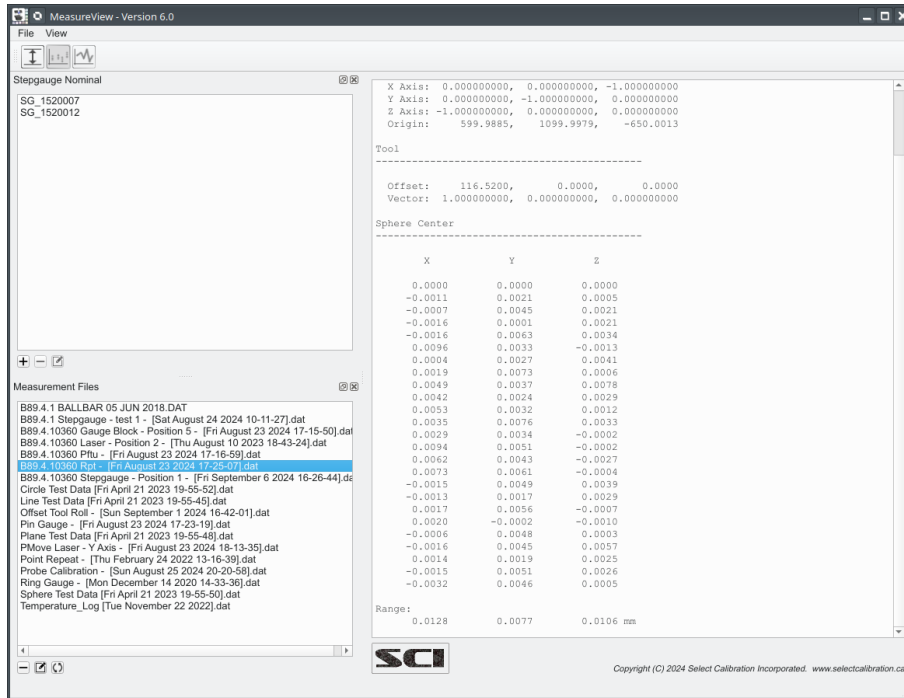 MeasureView - Version 6.0
File View
Stepgauge Nominal
SG_1520007
SG_1520012
Measurement Files
B89.4.1 BALLBAR 05 JUN 2018.DAT
B89.4.1 Stepgauge - test 1 - [Sat August 24 2024 10-11-27].dat
B89.4.10360 Gauge Block - Position 5 - [Fri August 23 2024 17-15-50].dat
B89.4.10360 Laser - Position 2 - [Thu August 10 2023 18-43-24].dat
B89.4.10360 Pftu - [Fri August 23 2024 17-16-59].dat
B89.4.10360 Rpt - [Fri August 23 2024 17-25-07].dat
B89.4.10360 Stepgauge - Position 1 - [Fri September 6 2024 16-26-44].da
Circle Test Data [Fri April 21 2023 19-55-52].dat
Line Test Data [Fri April 21 2023 19-55-45].dat
Offset Tool Roll - [Sun September 1 2024 16-42-01].dat
Pin Gauge - [Fri August 23 2024 17-23-19].dat
Plane Test Data [Fri April 21 2023 19-55-48].dat
PMove Laser - Y Axis - [Fri August 23 2024 18-13-35].dat
Point Repeat - [Thu February 24 2022 13-16-39].dat
Probe Calibration - [Sun August 25 2024 20-20-58].dat
Ring Gauge - [Mon December 14 2020 14-33-36].dat
Sphere Test Data [Fri April 21 2023 19-55-50].dat
Temperature_Log [Tue November 22 2022].dat
X Axis: 0.000000000, 0.000000000, -1.000000000
Y Axis: 0.000000000, -1.000000000, 0.000000000
Z Axis: -1.000000000, 0.000000000, 0.000000000
Origin: 599.9885, 1099.9979, -650.0013
Tool
--------------------------------------------
Offset: 116.5200, 0.0000, 0.0000
Vector: 1.000000000, 0.000000000, 0.000000000
Sphere Center
--------------------------------------------
X Y Z
0.0000 0.0000 0.0000
-0.0011 0.0021 0.0005
-0.0007 0.0045 0.0021
-0.0016 0.0001 0.0021
-0.0016 0.0063 0.0034
0.0096 0.0033 -0.0013
0.0004 0.0027 0.0041
0.0019 0.0073 0.0006
0.0049 0.0037 0.0078
0.0042 0.0024 0.0029
0.0053 0.0032 0.0012
0.0035 0.0076 0.0033
0.0029 0.0034 -0.0002
0.0094 0.0051 -0.0002
0.0062 0.0043 -0.0027
0.0073 0.0061 -0.0004
-0.0015 0.0049 0.0039
-0.0013 0.0017 0.0029
0.0017 0.0056 -0.0007
0.0020 -0.0002 -0.0010
-0.0006 0.0048 0.0003
-0.0016 0.0045 0.0057
0.0014 0.0019 0.0025
-0.0015 0.0051 0.0026
-0.0032 0.0046 0.0005
Range:
0.0128 0.0077 0.0106 mm
SCI
Copyright (C) 2024 Select Calibration Incorporated. www.selectcalibration.ca